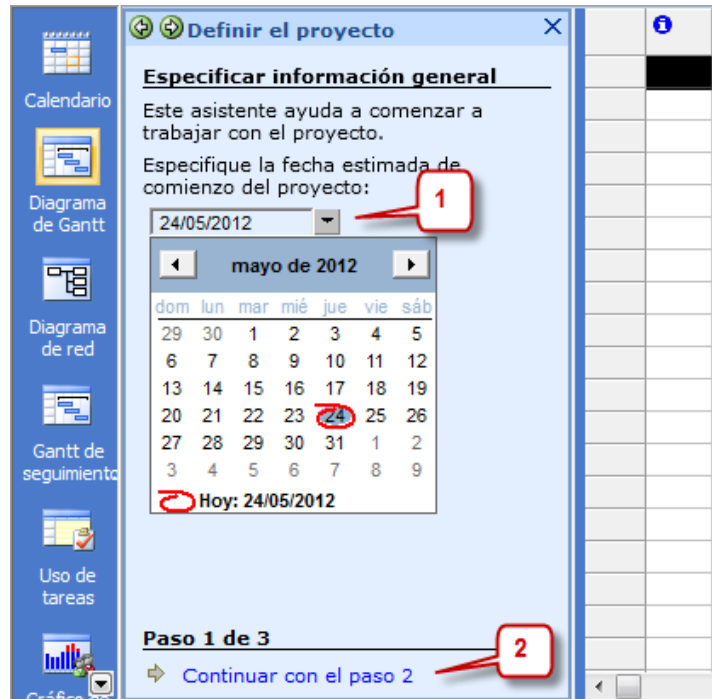 Calendario
Diagrama
de Gantt
Diagrama
de red
Gantt de
seguimiento
Uso de
tareas
Gráfico de
Definir el proyecto
Especificar información general
Este asistente ayuda a comenzar a
trabajar con el proyecto.
Especifique la fecha estimada de
comienzo del proyecto:
1
24/05/2012
mayo de 2012
dom lun mar mié jue vie sáb
29 30 1 2 3 4 5
6 7 8 9 10 11 12
13 14 15 16 17 18 19
20 21 22 23 24 25 26
27 28 29 30 31 1 2
3 4 5 6 7 8 9
Hoy: 24/05/2012
Paso 1 de 3
2
Continuar con el paso 2